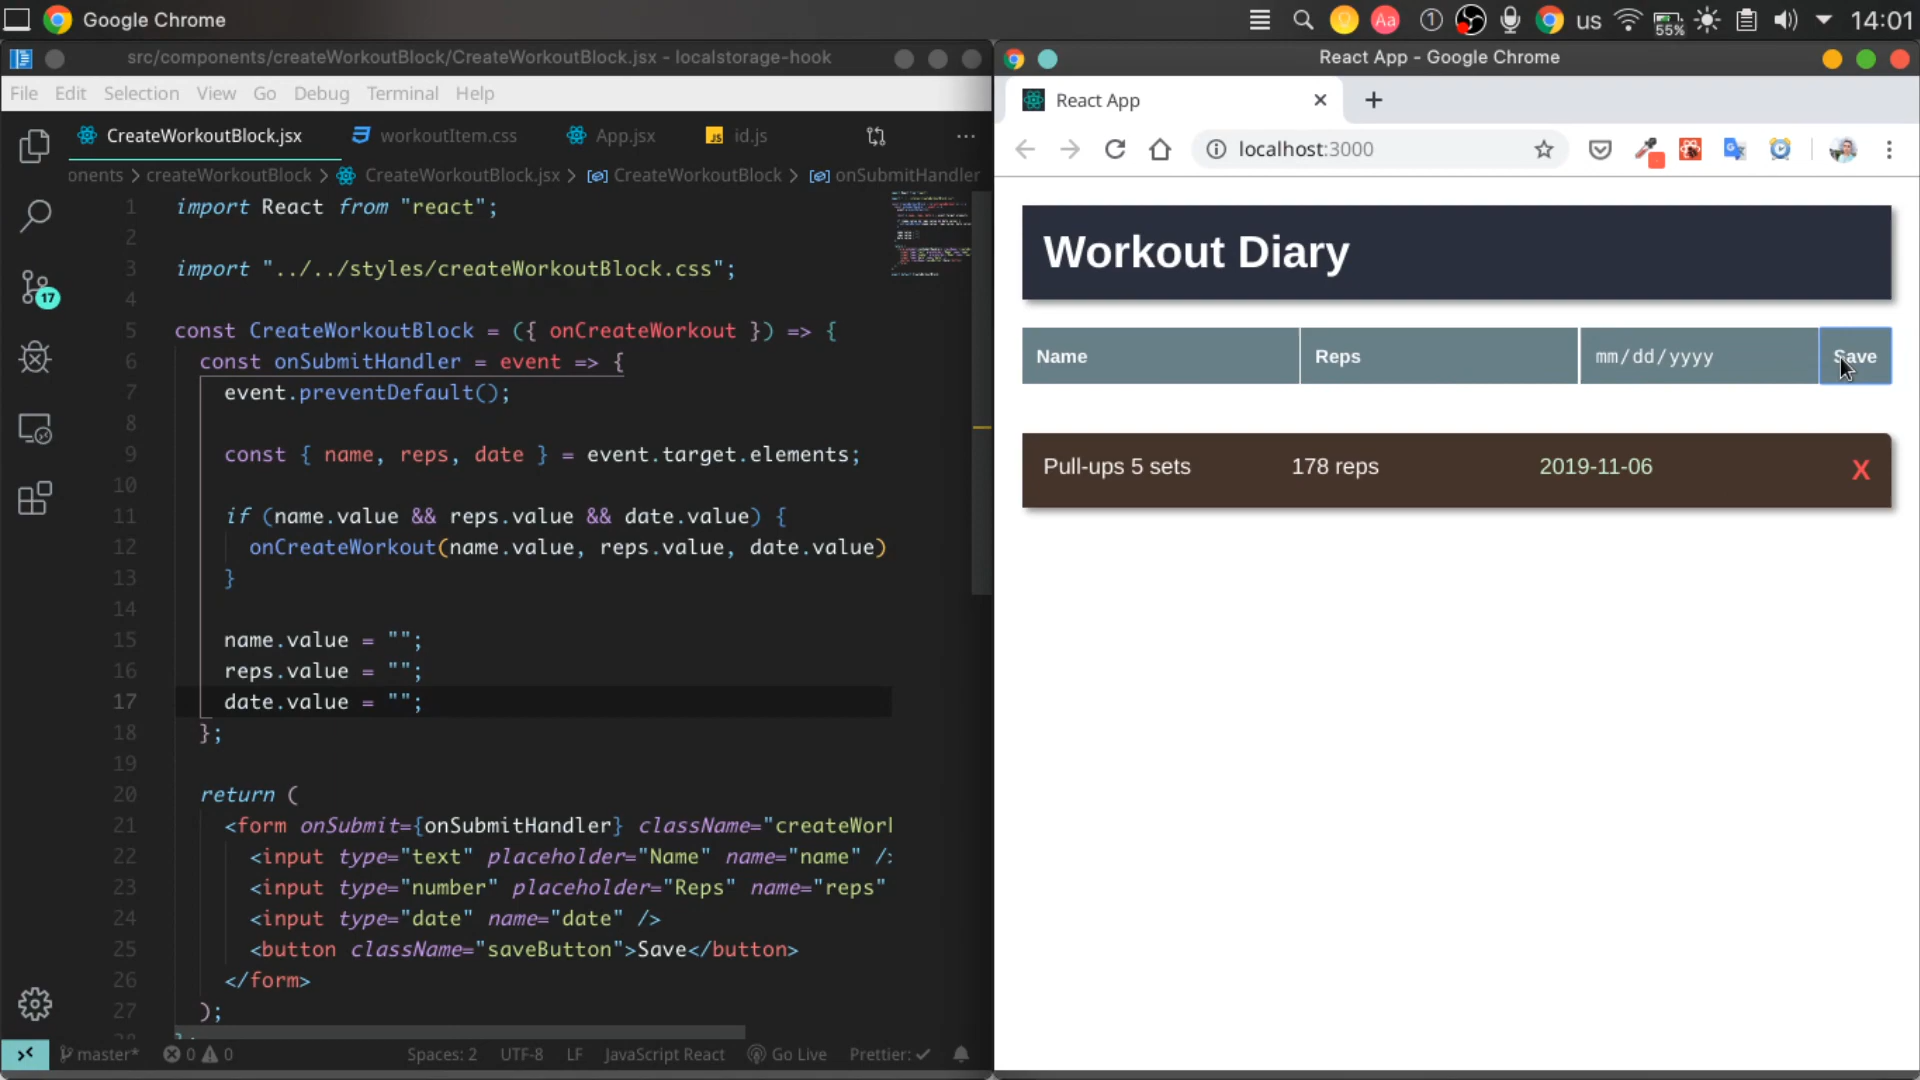 Google Chrome
Aa
1
us
55%
14:01
src/components/createWorkoutBlock/CreateWorkoutBlock.jsx - localstorage-hook
File Edit Selection View Go Debug Terminal Help
CreateWorkoutBlock.jsx
workoutItem.css
App.jsx
JS id.js
onents > createWorkoutBlock > CreateWorkoutBlock.jsx > CreateWorkoutBlock > onSubmitHandler
17
1 import React from "react";
2
3 import "../../styles/createWorkoutBlock.css";
4
5 const CreateWorkoutBlock = ({ onCreateWorkout }) => {
6 const onSubmitHandler = event => {
7 event.preventDefault();
8
9 const { name, reps, date } = event.target.elements;
10
11 if (name.value && reps.value && date.value) {
12 onCreateWorkout(name.value, reps.value, date.value)
13 }
14
15 name.value = "";
16 reps.value = "";
17 date.value = "";
18 };
19
20 return (
21 <form onSubmit={onSubmitHandler} className="createWorl
22 <input type="text" placeholder="Name" name="name" />
23 <input type="number" placeholder="Reps" name="reps"
24 <input type="date" name="date" />
25 <button className="saveButton">Save</button>
26 </form>
27 );
master* 0 0 Spaces: 2 UTF-8 LF JavaScript React Go Live Prettier: ✓
React App - Google Chrome
React App
localhost:3000
Workout Diary
Name Reps mm/dd/yyyy Save
Pull-ups 5 sets 178 reps 2019-11-06 X